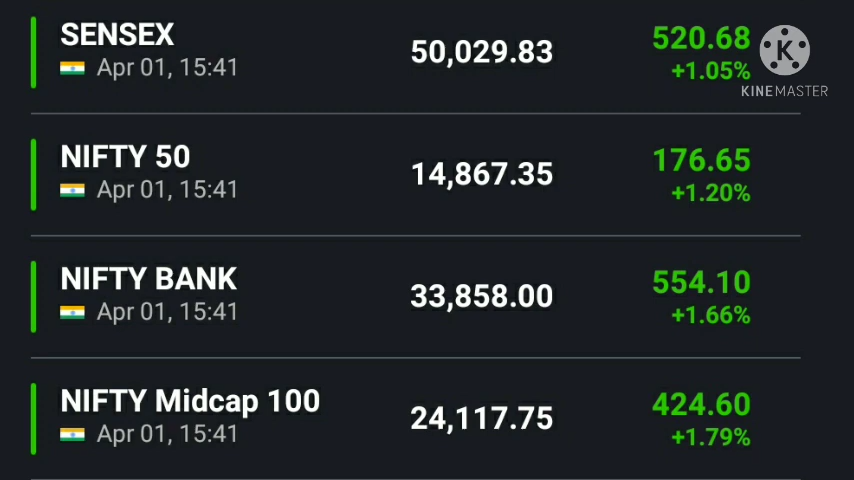 SENSEX
50,029.83
520.68
Apr 01, 15:41
+1.05%
K
KINEMASTER
NIFTY 50
14,867.35
176.65
Apr 01, 15:41
+1.20%
NIFTY BANK
33,858.00
554.10
Apr 01, 15:41
+1.66%
NIFTY Midcap 100
24,117.75
424.60
Apr 01, 15:41
+1.79%